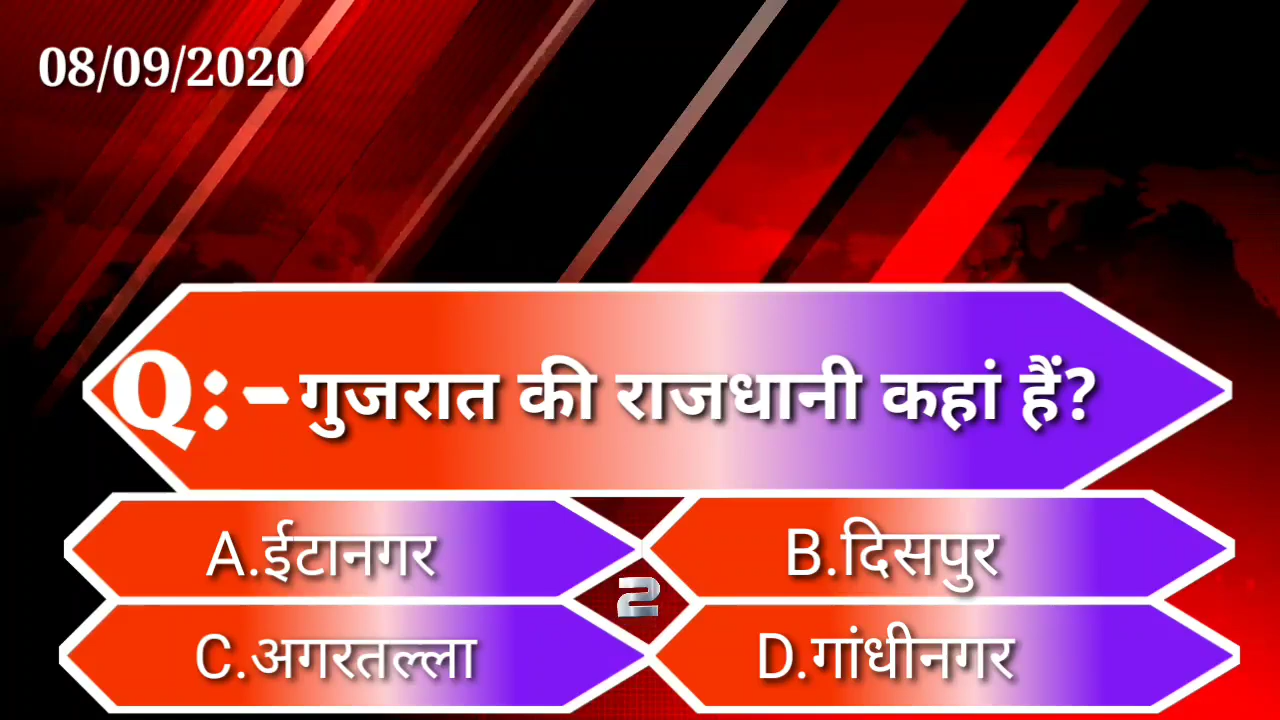 08/09/2020
Q:-गुजरात की राजधानी कहां हैं?
A.ईटानगर
B.दिसपुर
2
C.अगरतल्ला
D.गांधीनगर